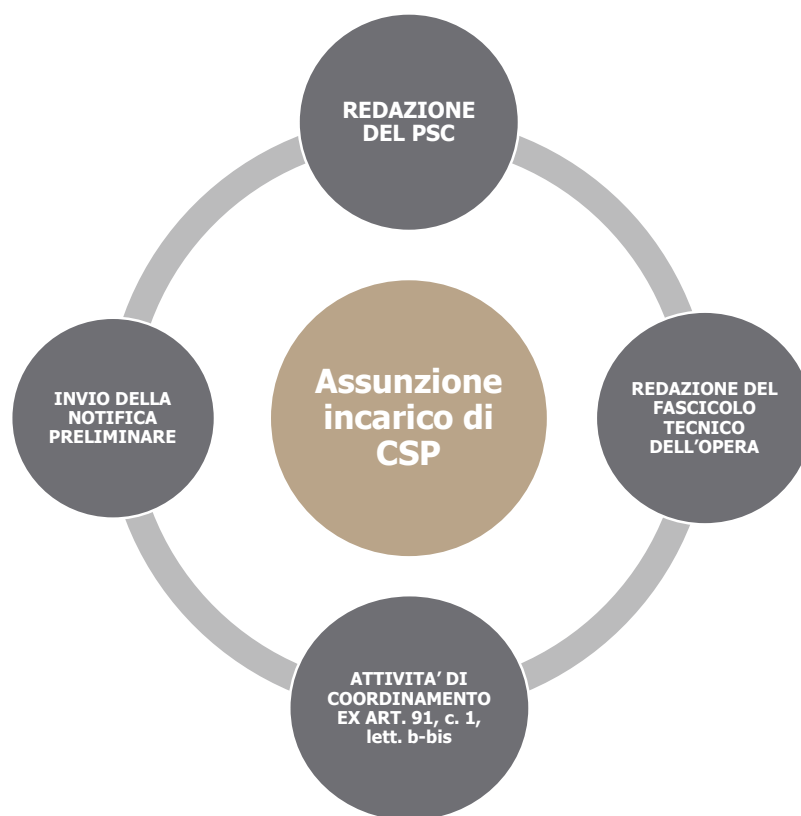 REDAZIONE
DEL PSC
Assunzione
incarico di
CSP
INVIO DELLA
NOTIFICA
PRELIMINARE
REDAZIONE DEL
FASCICOLO
TECNICO
DELL’OPERA
ATTIVITA’ DI
COORDINAMENTO
EX ART. 91, c. 1,
lett. b-bis